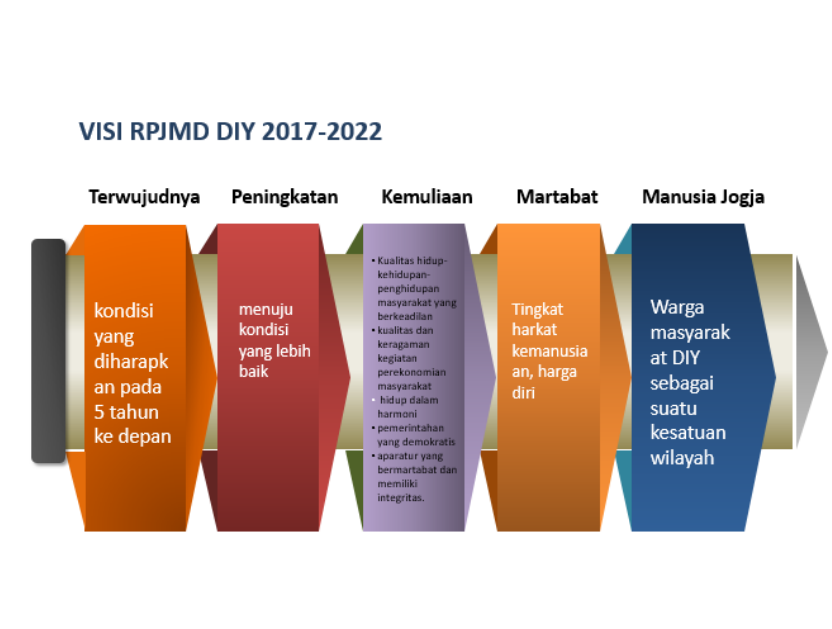 VISI RPJMD DIY 2017-2022
Terwujudnya
Peningkatan
Kemuliaan
Martabat
Manusia Jogja
kondisi
yang
diharapk
an pada
5 tahun
ke depan
menuju
kondisi
yang lebih
baik
• Kualitas hidup-
kehidupan-
penghidupan
masyarakat yang
berkeadilan
• kualitas dan
keragaman
kegiatan
perekonomian
masyarakat
• hidup dalam
harmoni
• pemerintahan
yang demokratis
• aparatur yang
bermartabat dan
memiliki
integritas.
Tingkat
harkat
kemanusia
an, harga
diri
Warga
masyarak
at DIY
sebagai
suatu
kesatuan
wilayah